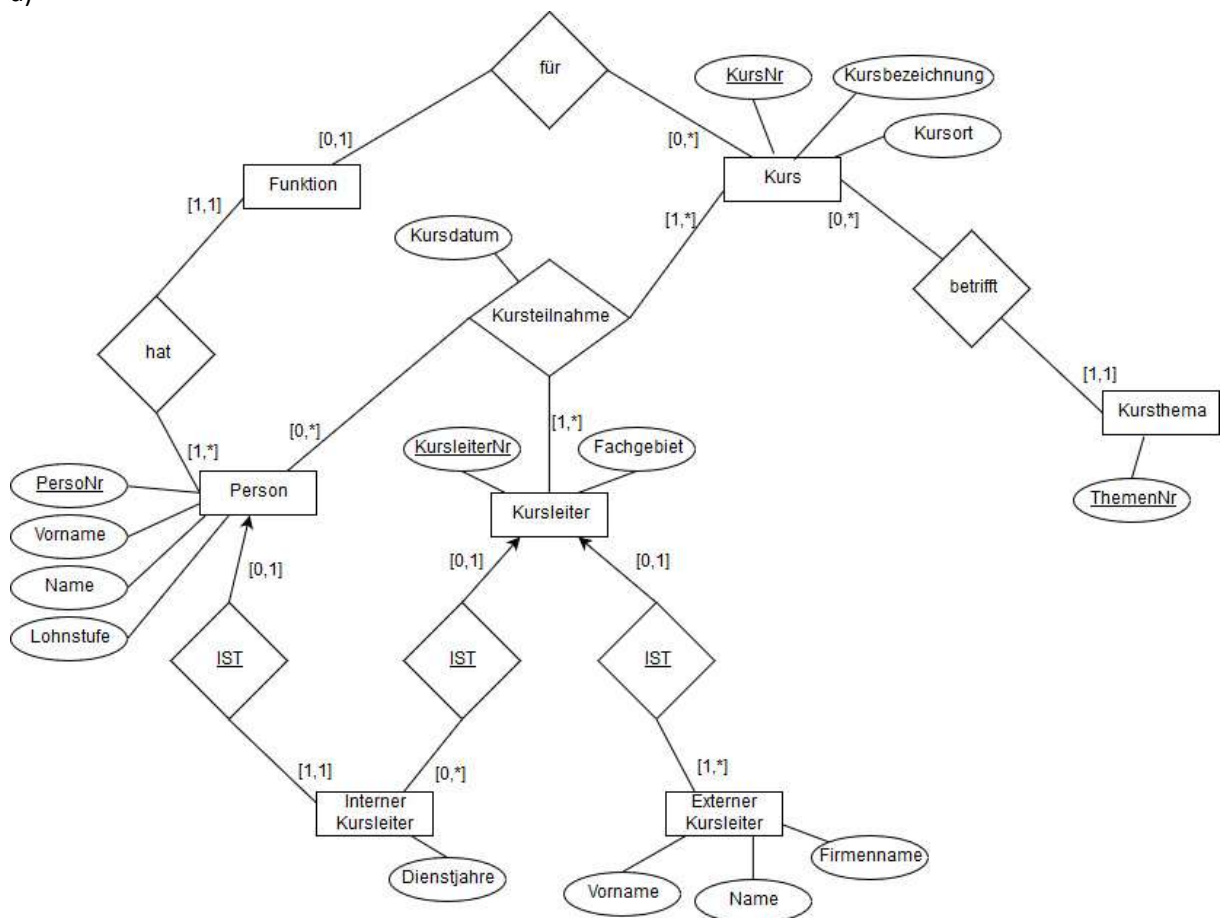 für
KursNr
Kursbezeichnung
Kursort
[0,1]
[0,*]
Funktion
Kurs
[1,1]
[1,*]
[0,*]
Kursdatum
betrifft
Kursteilnahme
hat
[1,1]
Kursthema
[0,*]
[1,*]
[1,*]
KursleiterNr
Fachgebiet
PersoNr
Person
ThemenNr
Kursleiter
Vorname
[0,1]
[0,1]
[0,1]
Name
Lohnstufe
IST
IST
IST
[1,1]
[0,*]
[1,*]
Interner
Kursleiter
Externer
Kursleiter
Firmenname
Dienstjahre
Vorname
Name